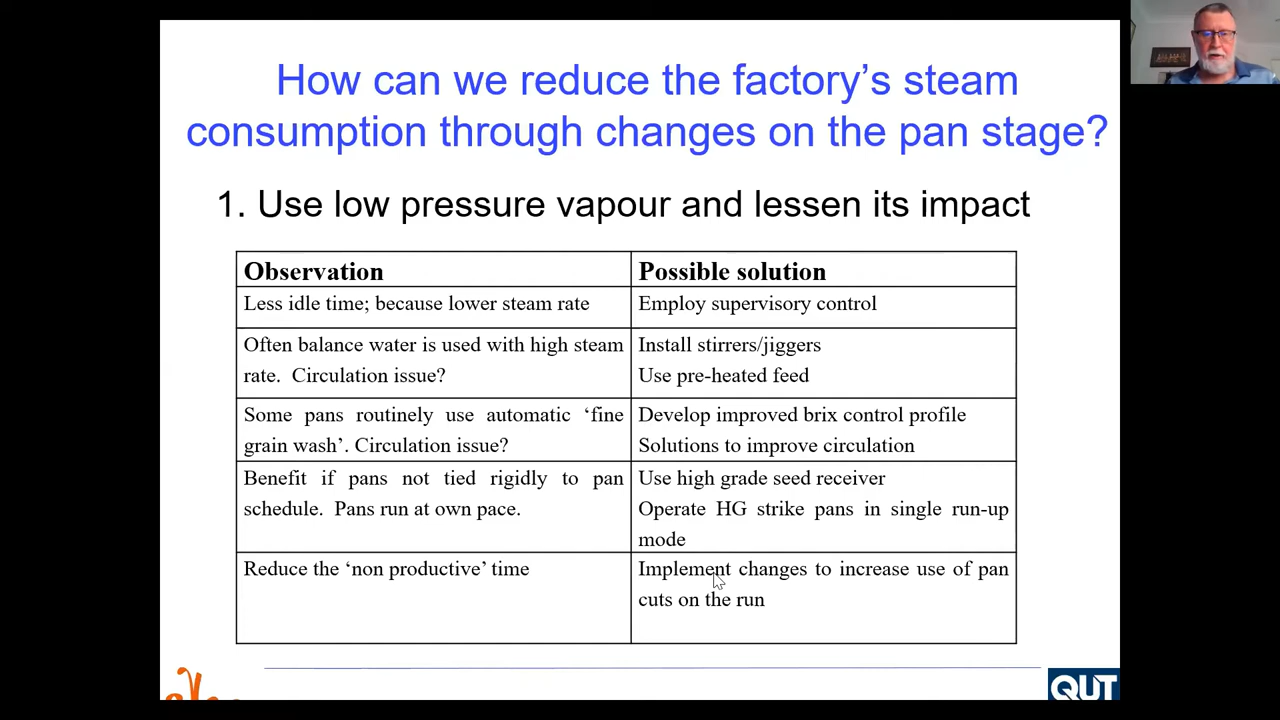 How can we reduce the factory's steam
consumption through changes on the pan stage?
1. Use low pressure vapour and lessen its impact
Observation
Possible solution
Less idle time; because lower steam rate
Employ supervisory control
Often balance water is used with high steam
rate. Circulation issue?
Install stirrers/jiggers
Use pre-heated feed
Some pans routinely use automatic ‘fine
grain wash’. Circulation issue?
Develop improved brix control profile
Solutions to improve circulation
Benefit if pans not tied rigidly to pan
schedule. Pans run at own pace.
Use high grade seed receiver
Operate HG strike pans in single run-up
mode
Reduce the ‘non productive’ time
Implement changes to increase use of pan
cuts on the run
QUT